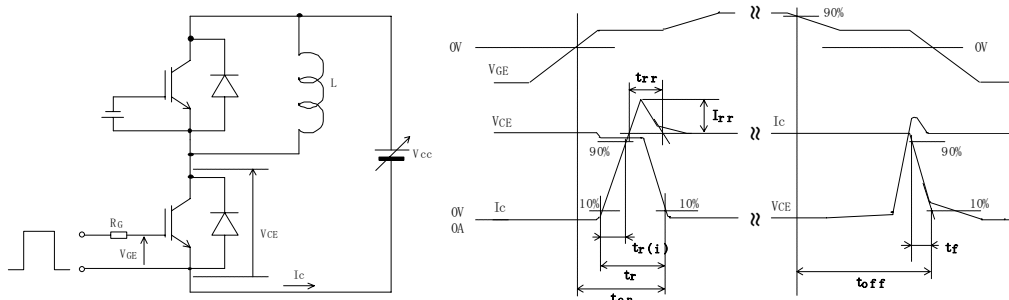 L
Vcc
RG
VGE
VCE
Ic
0V
VGE
VCE
Ic
0V
0A
90%
10%
trr
Irr
10%
tr(i)
tr
ton
90%
0V
Ic
90%
VCE
10%
tf
toff